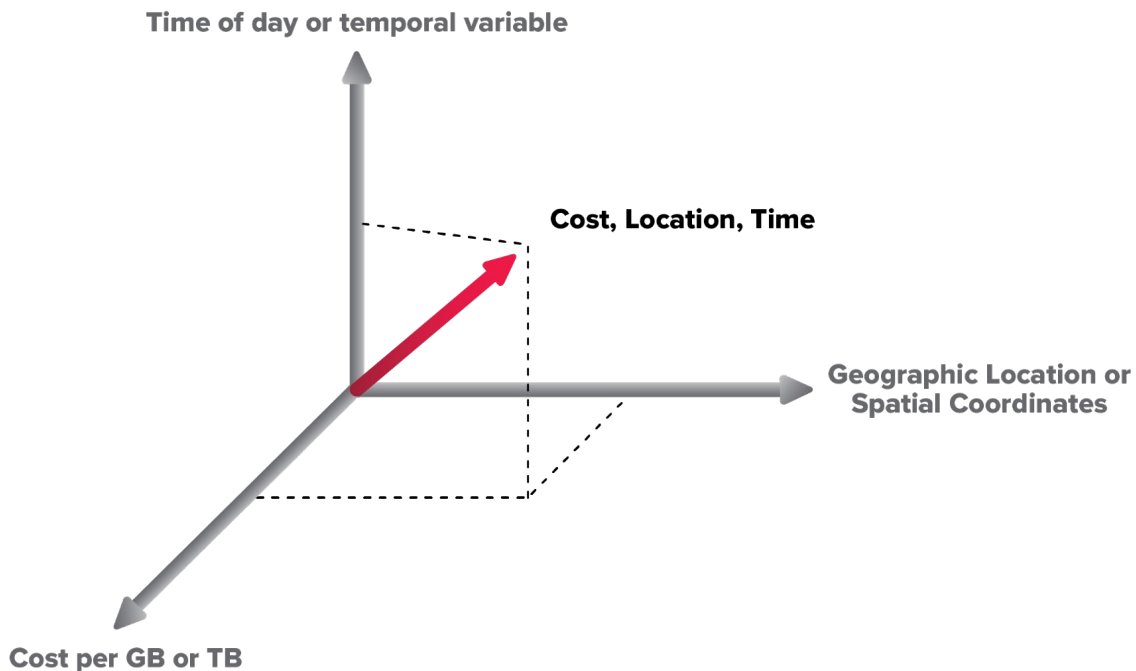 Time of day or temporal variable
Cost, Location, Time
Geographic Location or
Spatial Coordinates
Cost per GB or TB